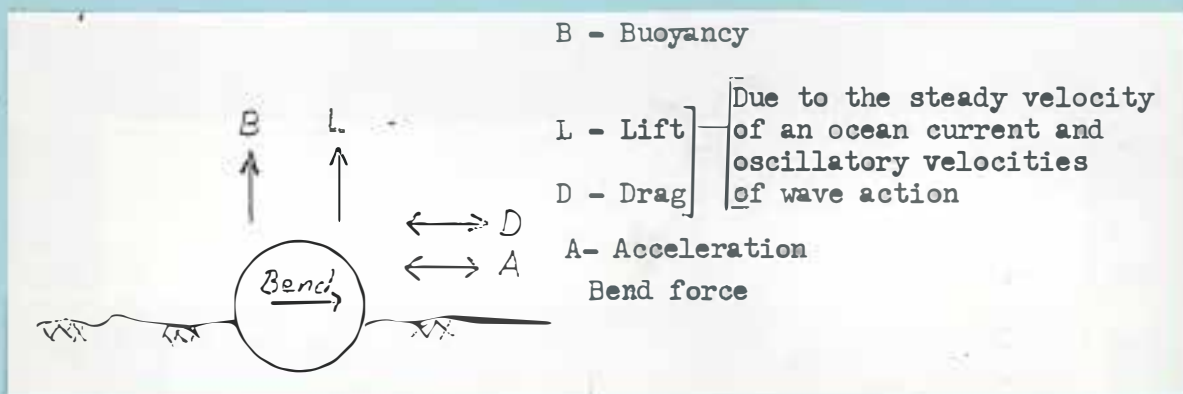 B - Buoyancy
B L.
L - Lift
D - Drag
Due to the steady velocity
of an ocean current and
oscillatory velocities
of wave action
D
A
A- Acceleration
Bend force
Bend